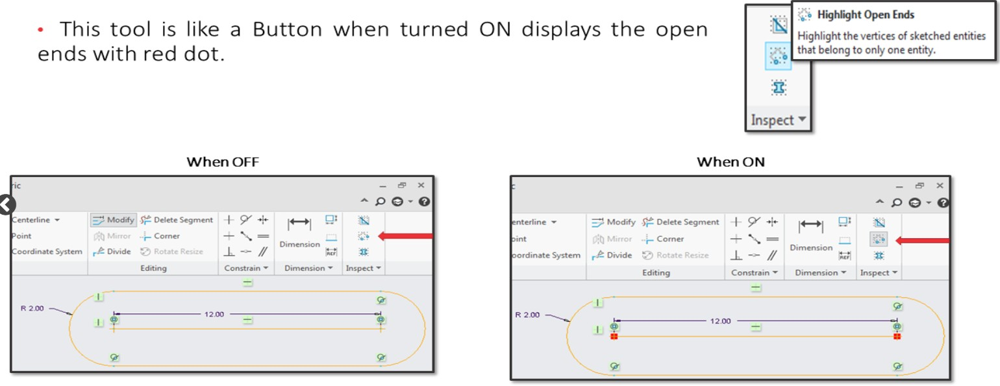 • This tool is like a Button when turned ON displays the open
ends with red dot.
Highlight Open Ends
Highlight the vertices of sketched entities
that belong to only one entity.
Inspect
When OFF
When ON
ric
Centerline
Modify
Delete Segment
Point
Mirror
Corner
Dimension
Coordinate System
Divide
Rotate Resize
REF
Editing
Constrain
Dimension
Inspect
R 2.00
12.00
c
enterline
Modify
Delete Segment
oint
Mirror
Corner
Dimension
oordinate System
Divide
Rotate Resize
REF
Editing
Constrain
Dimension
Inspect
R 2.00
12.00